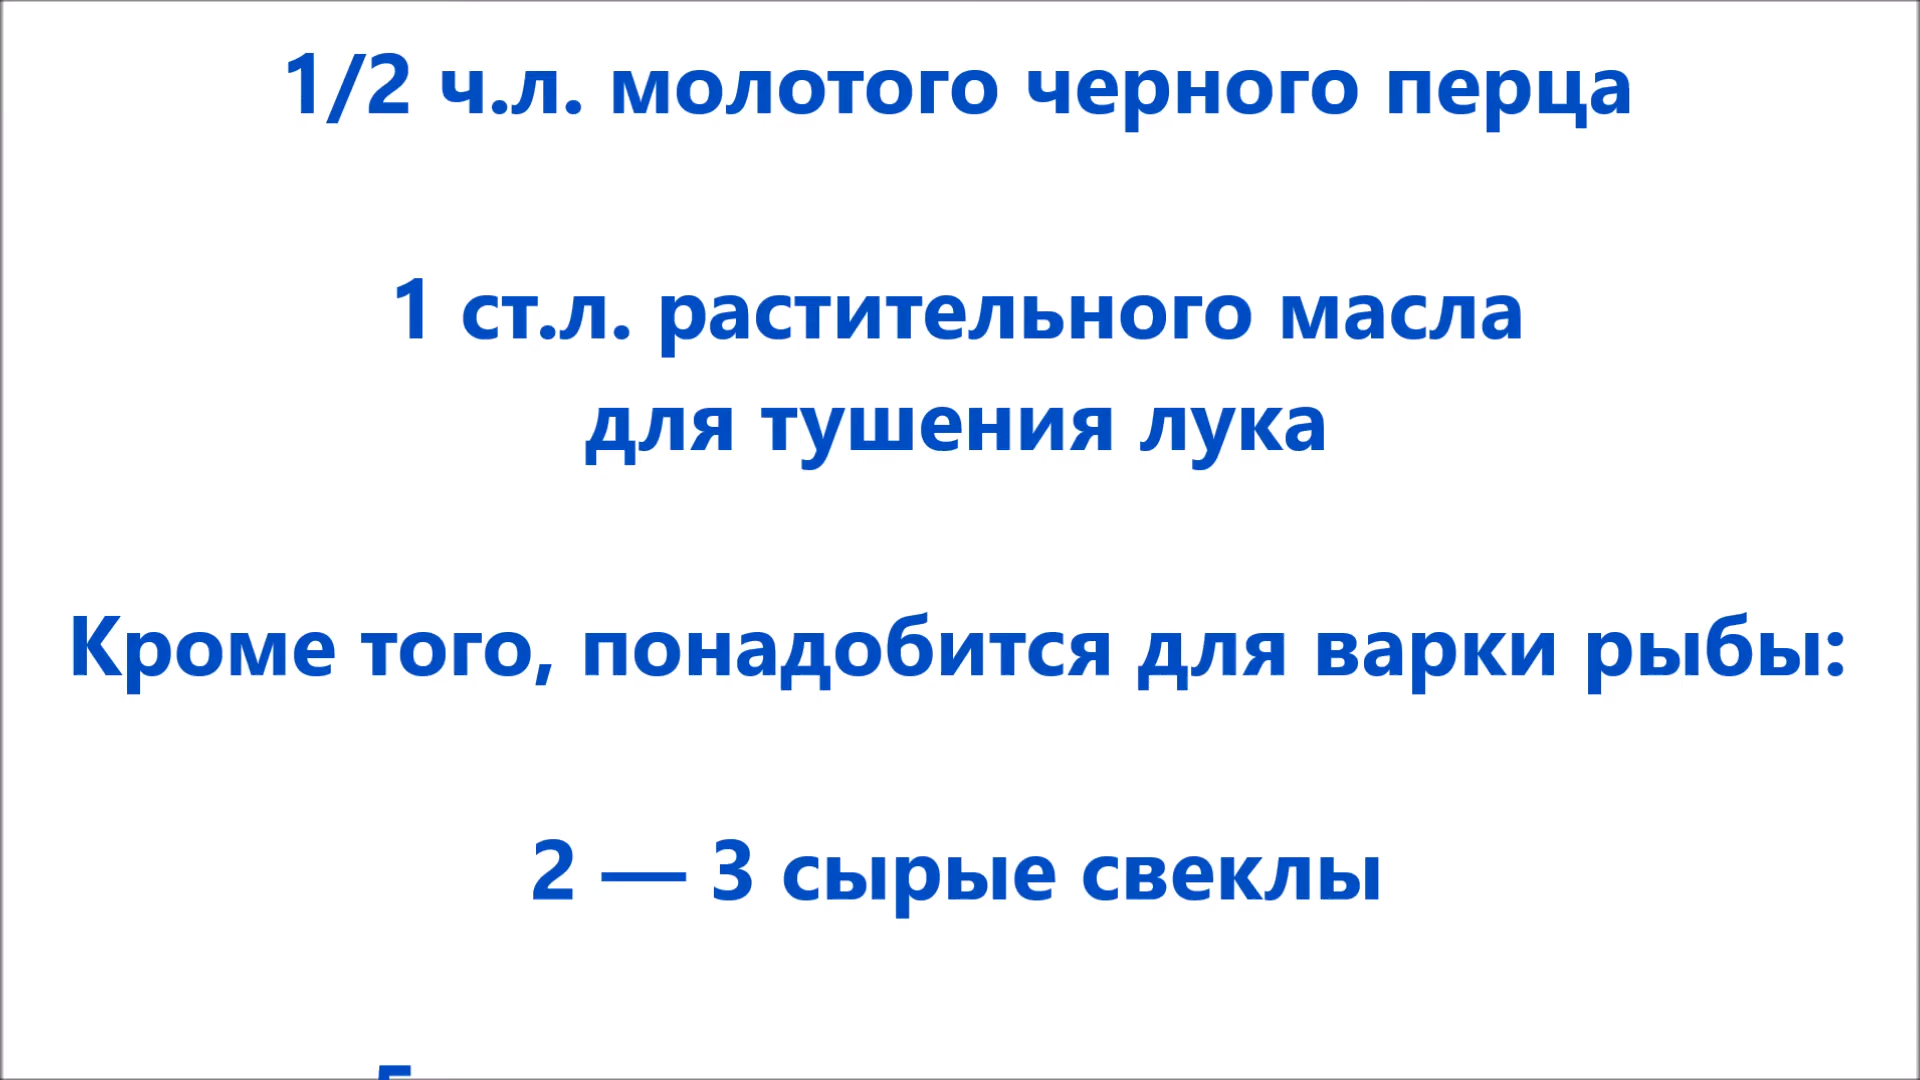 1/2 ч.л. молотого черного перца
1 ст.л. растительного масла
для тушения лука
Кроме того, понадобится для варки рыбы:
2 — 3 сырые свеклы